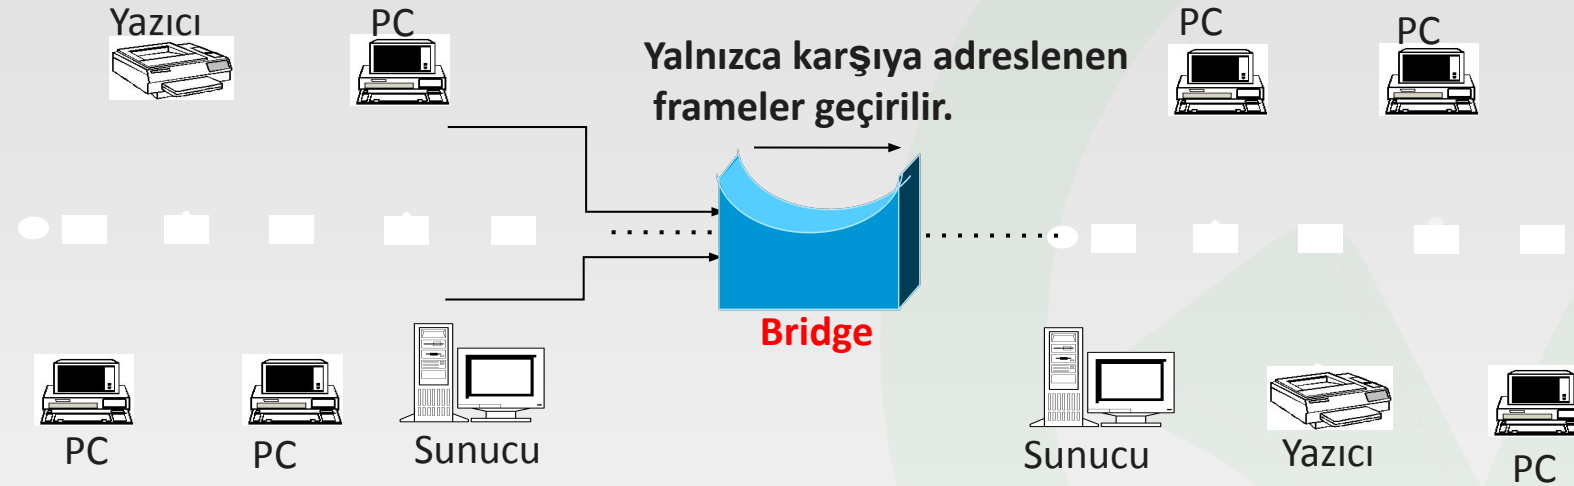 Yazıcı
PC
PC
PC
Yalnızca karşıya adreslenen
frameler geçirilir.
Bridge
PC
PC
Sunucu
Sunucu
Yazıcı
PC